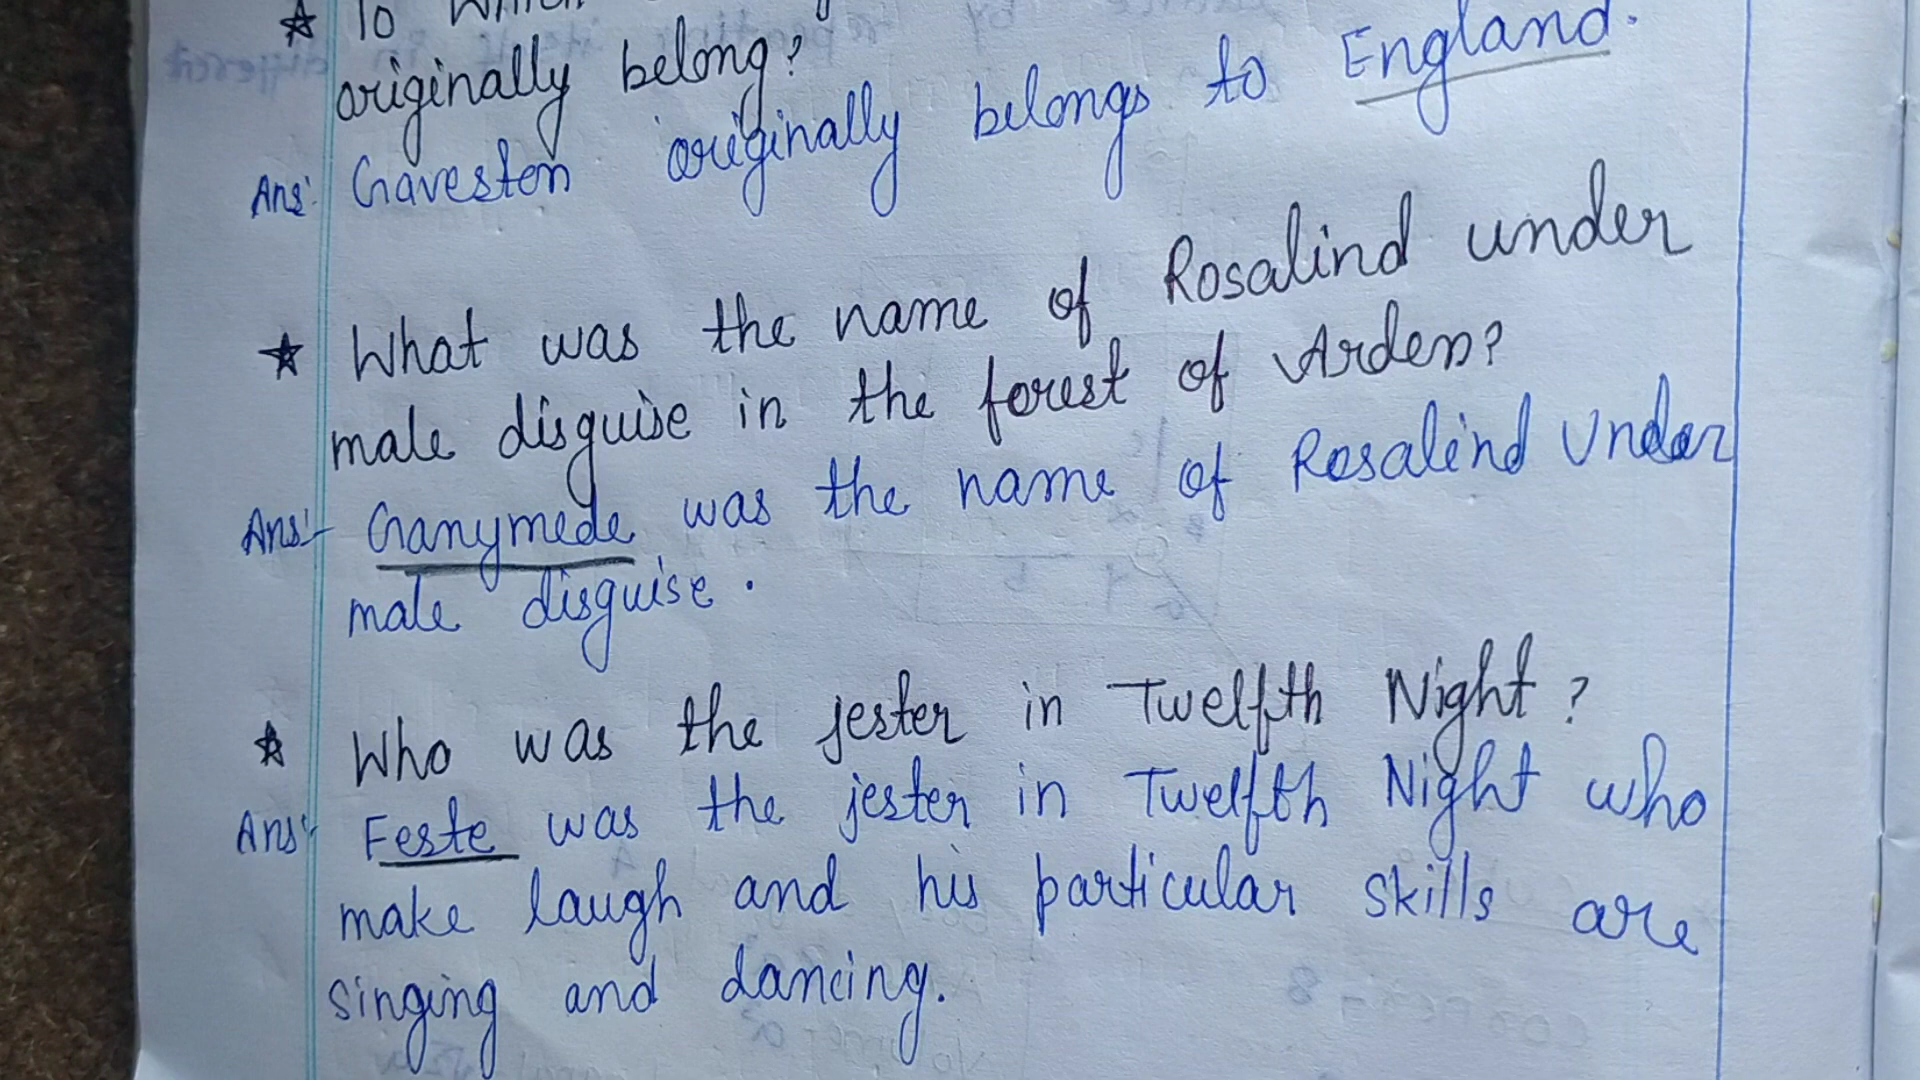 ☆ To Which
originally belong?
Ans: Gaveston originally belongs to England.
☆ What was the name of Rosalind under
male disguise in the forest of Arden?
Ans:- Ganymede was the name of Rosalind Under
male disguise.
☆ Who was the jester in Twelfth Night?
Ans:- Feste was the jester in Twelfth Night who
make laugh and his particular skills are
singing and dancing.